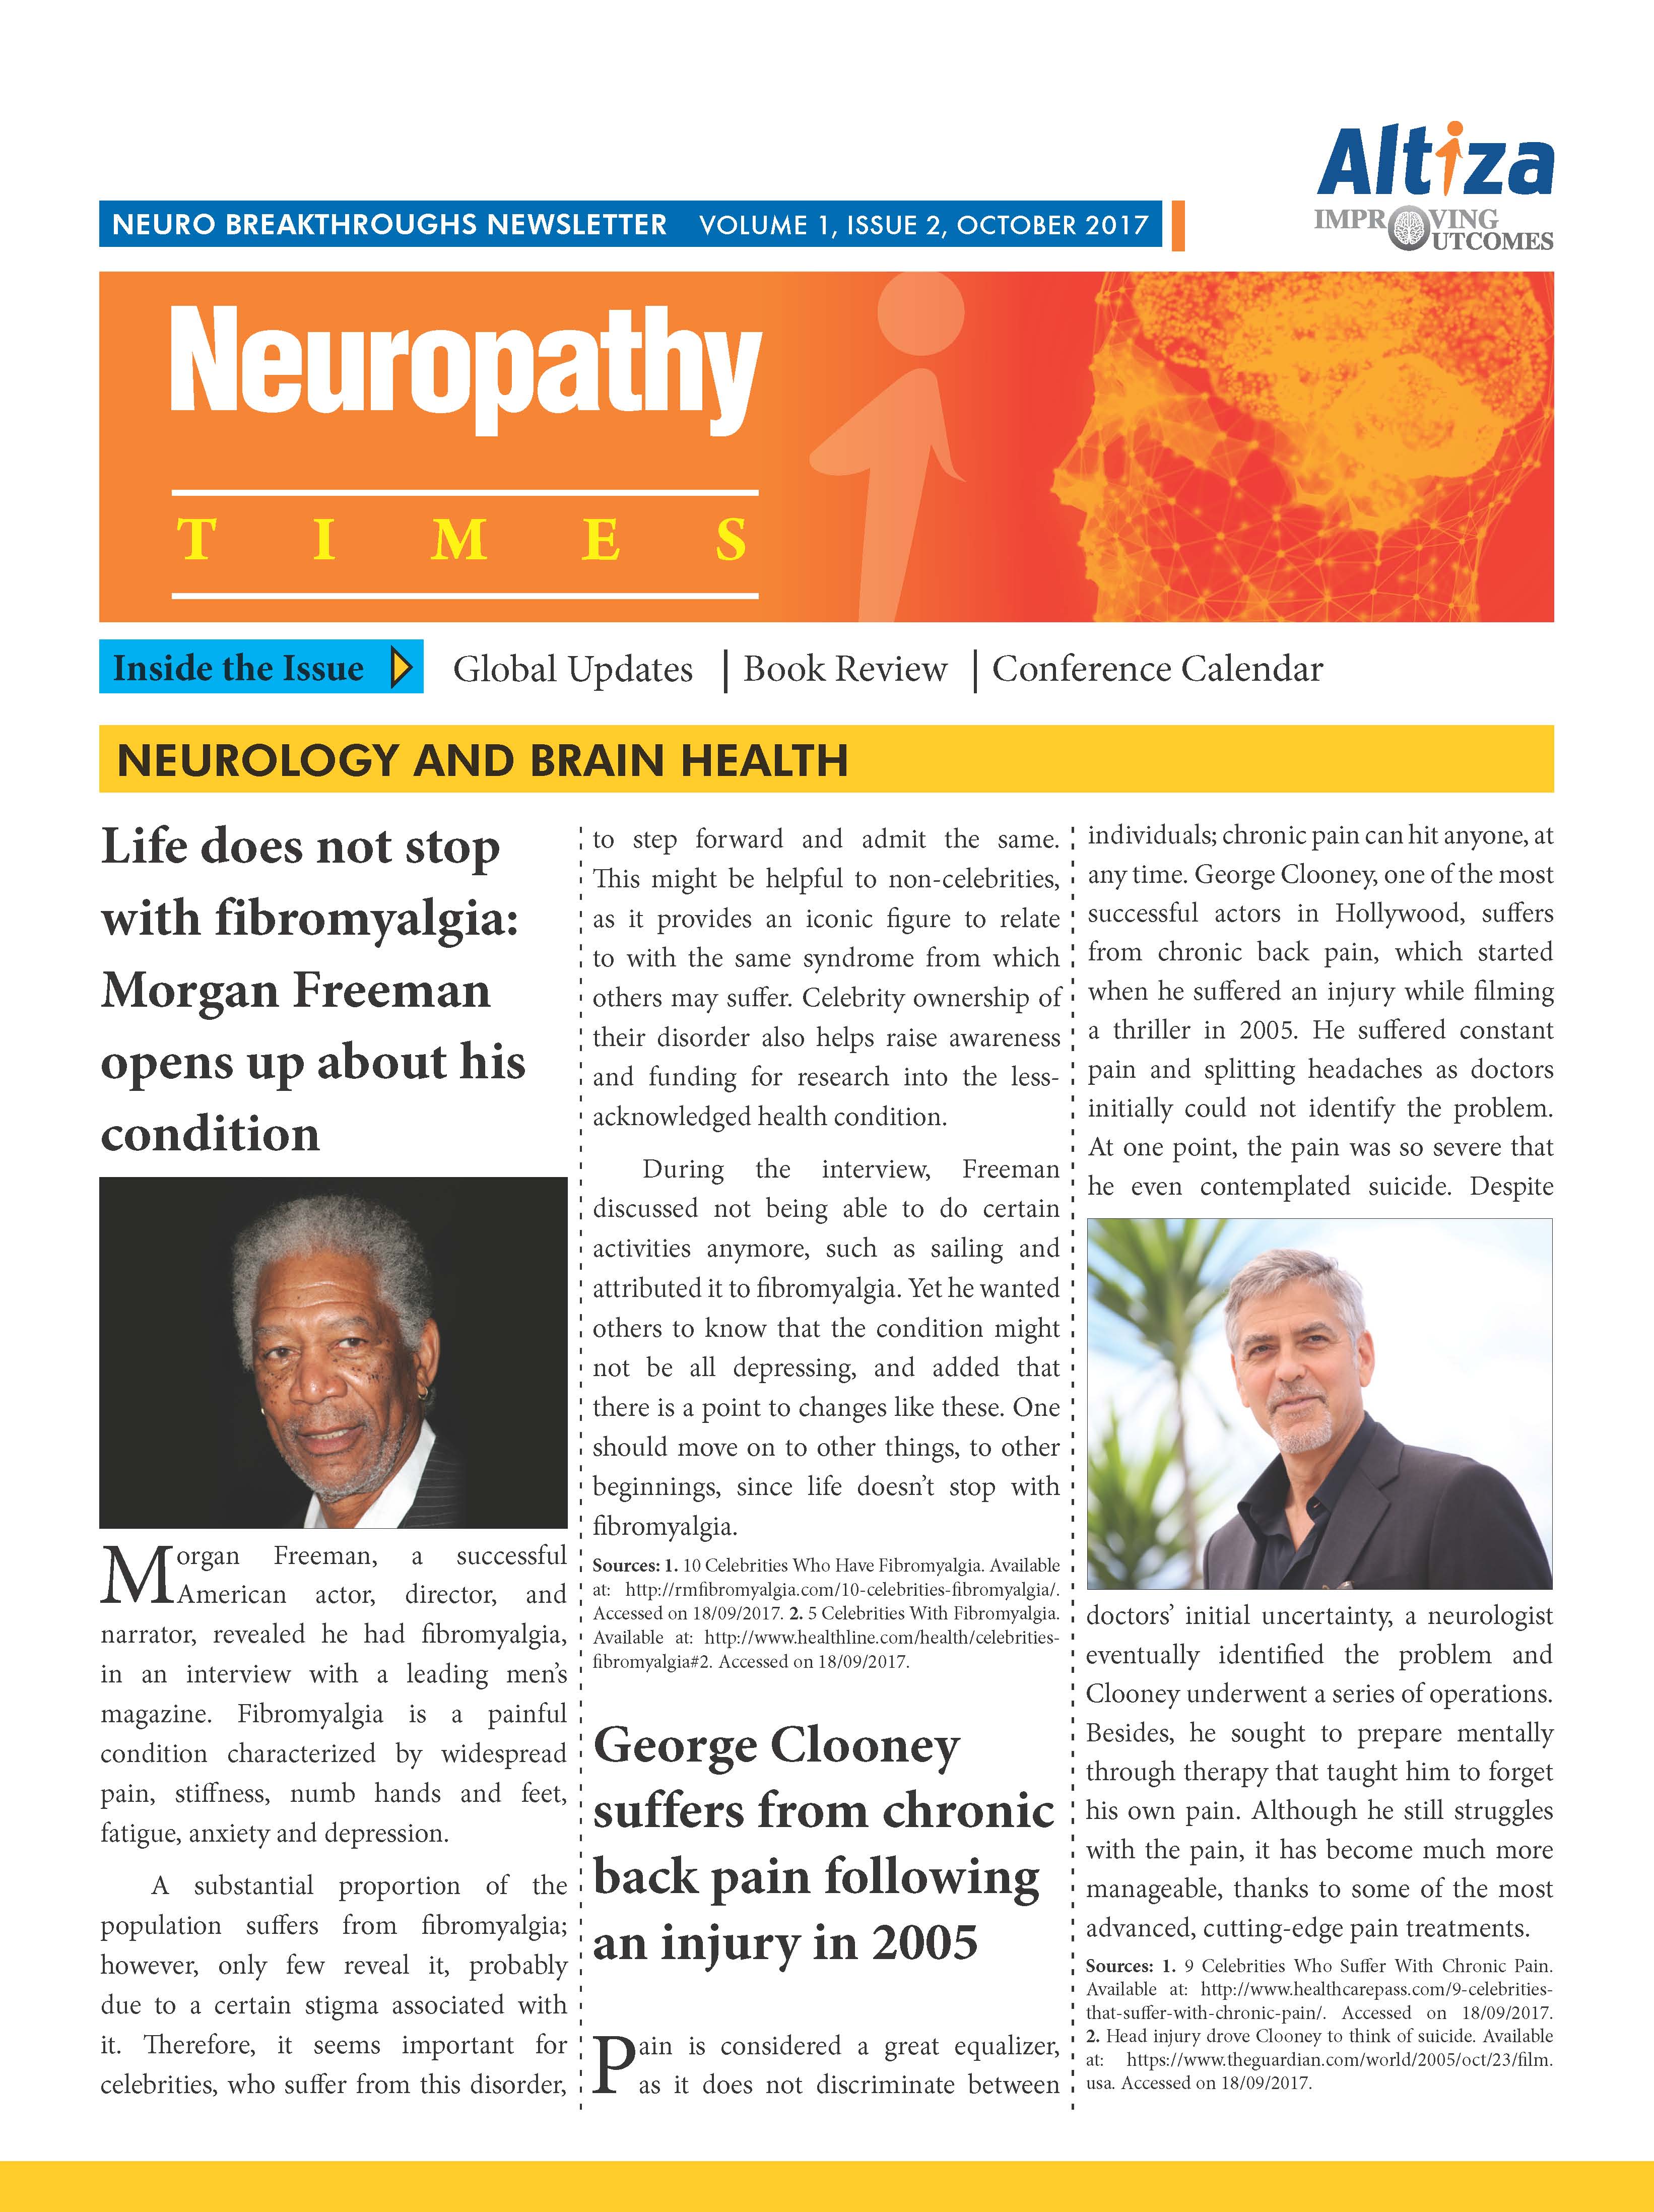 Altiza
IMPROVING
OUTCOMES
NEURO BREAKTHROUGHS NEWSLETTER VOLUME 1, ISSUE 2, OCTOBER 2017
Neuropathy
TIMES
Inside the Issue Global Updates | Book Review | Conference Calendar
NEUROLOGY AND BRAIN HEALTH
Life does not stop
with fibromyalgia:
Morgan Freeman
opens up about his
condition
Morgan Freeman, a successful
American actor, director, and
narrator, revealed he had fibromyalgia,
in an interview with a leading men’s
magazine. Fibromyalgia is a painful
condition characterized by widespread
pain, stiffness, numb hands and feet,
fatigue, anxiety and depression.
A substantial proportion of the
population suffers from fibromyalgia;
however, only few reveal it, probably
due to a certain stigma associated with
it. Therefore, it seems important for
celebrities, who suffer from this disorder,
to step forward and admit the same.
This might be helpful to non-celebrities,
as it provides an iconic figure to relate
to with the same syndrome from which
others may suffer. Celebrity ownership of
their disorder also helps raise awareness
and funding for research into the less-
acknowledged health condition.
During the interview, Freeman
discussed not being able to do certain
activities anymore, such as sailing and
attributed it to fibromyalgia. Yet he wanted
others to know that the condition might
not be all depressing, and added that
there is a point to changes like these. One
should move on to other things, to other
beginnings, since life doesn’t stop with
fibromyalgia.
Sources: 1. 10 Celebrities Who Have Fibromyalgia. Available
at: http://rmfibromyalgia.com/10-celebrities-fibromyalgia/.
Accessed on 18/09/2017. 2. 5 Celebrities With Fibromyalgia.
Available at: http://www.healthline.com/health/celebrities-
fibromyalgia#2. Accessed on 18/09/2017.
George Clooney
suffers from chronic
back pain following
an injury in 2005
Pain is considered a great equalizer,
as it does not discriminate between
individuals; chronic pain can hit anyone, at
any time. George Clooney, one of the most
successful actors in Hollywood, suffers
from chronic back pain, which started
when he suffered an injury while filming
a thriller in 2005. He suffered constant
pain and splitting headaches as doctors
initially could not identify the problem.
At one point, the pain was so severe that
he even contemplated suicide. Despite
doctors’ initial uncertainty, a neurologist
eventually identified the problem and
Clooney underwent a series of operations.
Besides, he sought to prepare mentally
through therapy that taught him to forget
his own pain. Although he still struggles
with the pain, it has become much more
manageable, thanks to some of the most
advanced, cutting-edge pain treatments.
Sources: 1. 9 Celebrities Who Suffer With Chronic Pain.
Available at: http://www.healthcarepass.com/9-celebrities-
that-suffer-with-chronic-pain/. Accessed on 18/09/2017.
2. Head injury drove Clooney to think of suicide. Available
at: https://www.theguardian.com/world/2005/oct/23/film.
usa. Accessed on 18/09/2017.